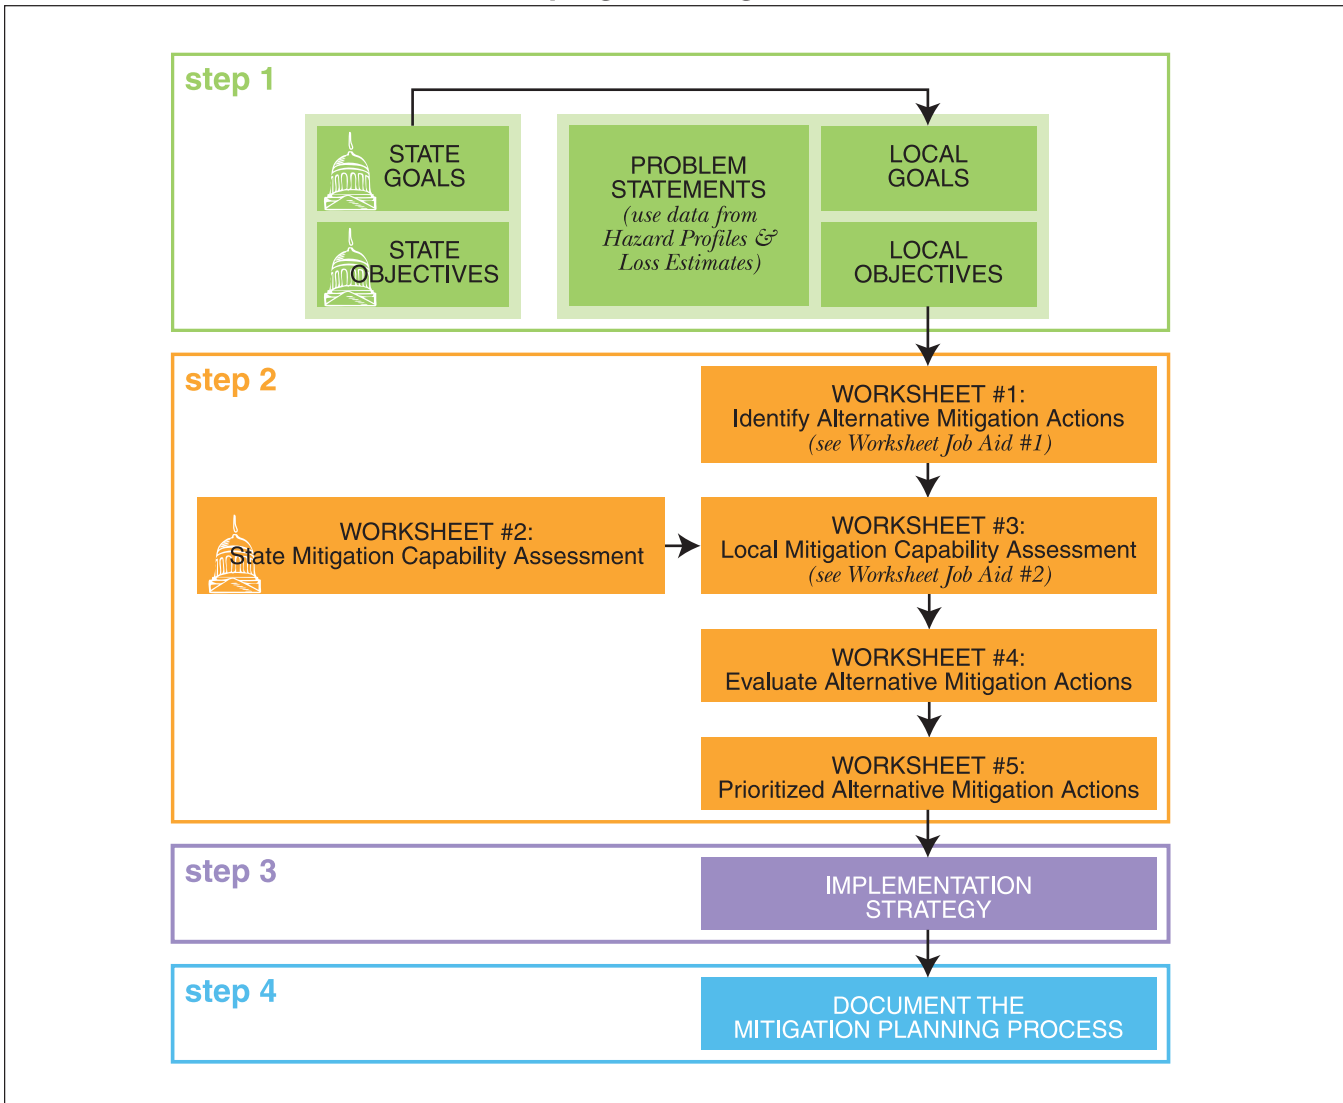 step 1
STATE
GOALS
STATE
OBJECTIVES
PROBLEM
STATEMENTS
(use data from
Hazard Profiles &
Loss Estimates)
LOCAL
GOALS
LOCAL
OBJECTIVES
step 2
WORKSHEET #1:
Identify Alternative Mitigation Actions
(see Worksheet Job Aid #1)
WORKSHEET #2:
State Mitigation Capability Assessment
WORKSHEET #3:
Local Mitigation Capability Assessment
(see Worksheet Job Aid #2)
WORKSHEET #4:
Evaluate Alternative Mitigation Actions
WORKSHEET #5:
Prioritized Alternative Mitigation Actions
step 3
IMPLEMENTATION
STRATEGY
step 4
DOCUMENT THE
MITIGATION PLANNING PROCESS